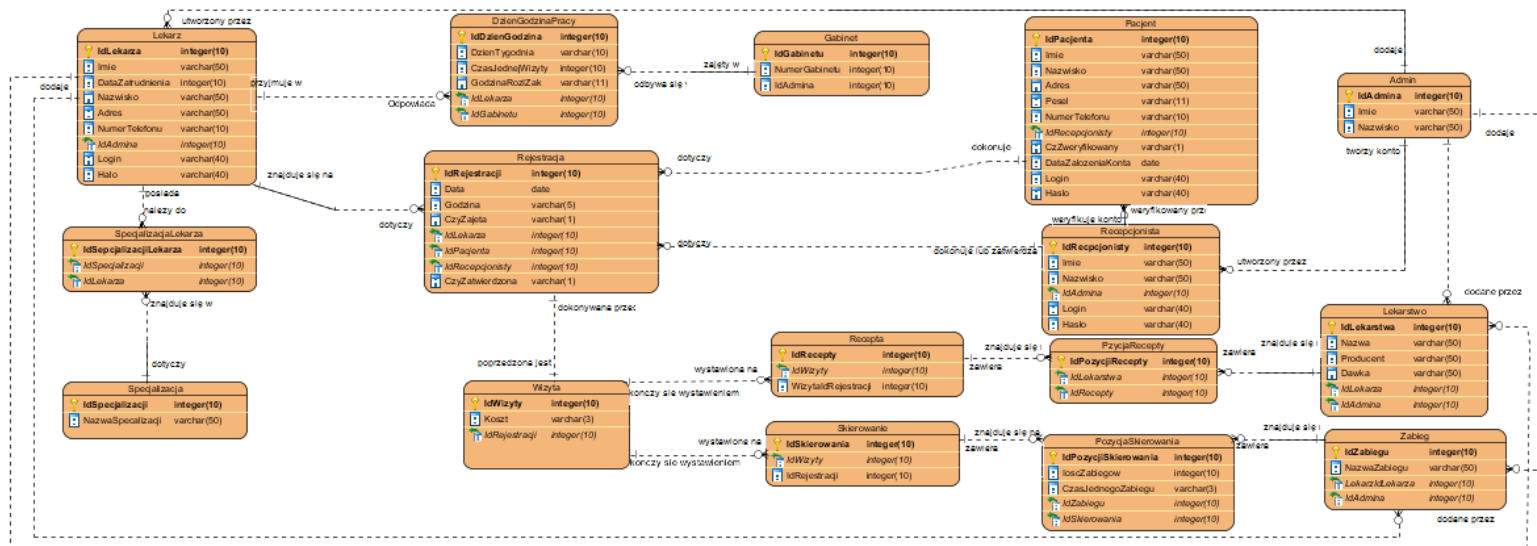 utworzony przez
dodaje
Lekarz
IdLekarza integer(10)
Imie varchar(50)
DataZatrudnienia integer(10)
Nazwisko varchar(50)
Adres varchar(50)
NumerTelefonu varchar(10)
IdAdmina integer(10)
Login varchar(40)
Halo varchar(40)
przyjmuje w
Odpowiada
DzienGodzinaPracy
IdDzienGodzina integer(10)
DzienTygodnia varchar(10)
CzasJednejWizyty integer(10)
GodzinaRozlZak varchar(11)
IdLekarza integer(10)
IdGabinetu integer(10)
zajęty w
odbywa się
Gabinet
IdGabinetu integer(10)
NumerGabinetu integer(10)
IdAdmina integer(10)
Pacjent
IdPacjenta integer(10)
Imie varchar(50)
Nazwisko varchar(50)
Adres varchar(50)
Pesel varchar(11)
NumerTelefonu varchar(10)
IdRecepcjonisty integer(10)
CzZweryfikowany varchar(1)
DataZalozeniaKonta date
Login varchar(40)
Haslo varchar(40)
dodaje
Admin
IdAdmina integer(10)
Imie varchar(50)
Nazwisko varchar(50)
dodaje
tworzy konto
znajduje się na
dotyczy
Rejestracja
IdRejestracji integer(10)
Data date
Godzina varchar(5)
CzyZajeta varchar(1)
IdLekarza integer(10)
IdPacjenta integer(10)
IdRecepcjonisty integer(10)
CzyZatwierdzona varchar(1)
dotyczy
dokonuje
dotyczy
dokonuje lub zatwierdza
weryfikuje konto
weryfikowany prz
Recepcjonista
IdRecpcjonisty integer(10)
Imie varchar(50)
Nazwisko varchar(50)
IdAdmina integer(10)
Login varchar(40)
Haslo varchar(40)
utworzony przez
posiada
należy do
SpecjalizacjaLekarza
IdSepcjalizacjiLekarza integer(10)
IdSpecjalizacji integer(10)
IdLekarza integer(10)
znajduje się w
dotyczy
Specjalizacja
IdSpecjalizacji integer(10)
NazwaSpecalizacji varchar(50)
dokonywana przez
poprzedzona jest
Wizyta
IdWizyty integer(10)
Koszt varchar(3)
IdRejestracji integer(10)
wystawiona na
konczy sie wystawieniem
Recepta
IdRecepty integer(10)
IdWizyty integer(10)
WizytaIdRejestracji integer(10)
znajduje się
zawiera
PzycjaRecepty
IdPozycjiRecepty integer(10)
IdLekarstwa integer(10)
IdRecepty integer(10)
znajduje się
zawiera
dodane przez
Lekarstwo
IdLekarstwa integer(10)
Nazwa varchar(50)
Producent varchar(50)
Dawka varchar(50)
IdLekarza integer(10)
IdAdmina integer(10)
wystawione na
konczy sie wystawieniem
Skierowanie
IdSkierowania integer(10)
IdWizyty integer(10)
IdRejestracji integer(10)
znajduje się na
zawiera
PozycjaSkierowania
IdPozycjiSkierowania integer(10)
IoscZabiegow integer(10)
CzasJednegoZabiegu varchar(3)
IdZabiegu integer(10)
IdSkierowania integer(10)
znajduje się
zawiera
Zabieg
IdZabiegu integer(10)
NazwaZabiegu varchar(50)
LekarzIdLekarza integer(10)
IdAdmina integer(10)
dodane przez